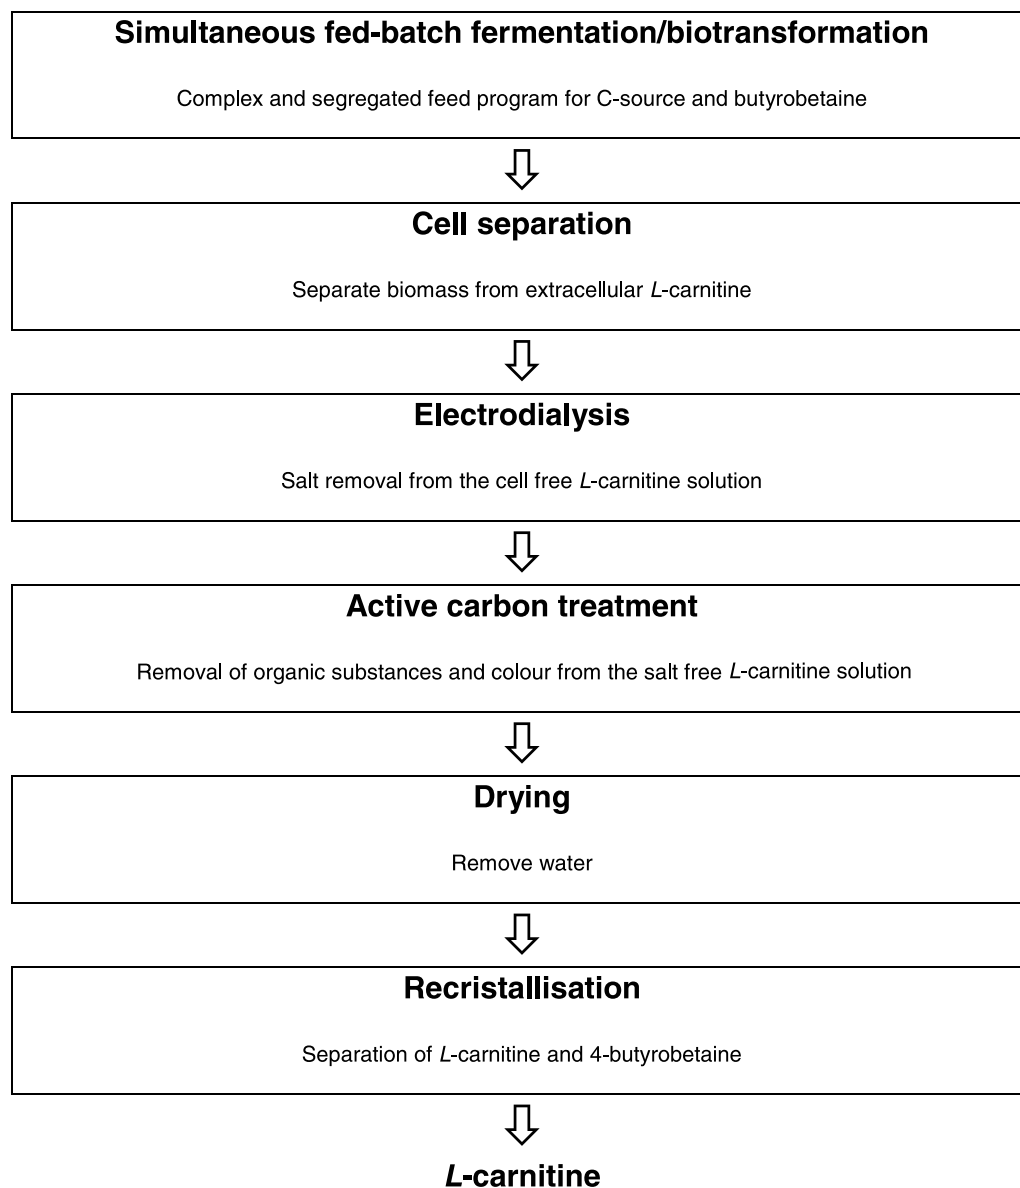 Simultaneous fed-batch fermentation/biotransformation
Complex and segregated feed program for C-source and butyrobetaine
Cell separation
Separate biomass from extracellular L-carnitine
Electrodialysis
Salt removal from the cell free L-carnitine solution
Active carbon treatment
Removal of organic substances and colour from the salt free L-carnitine solution
Drying
Remove water
Recristallisation
Separation of L-carnitine and 4-butyrobetaine
L-carnitine